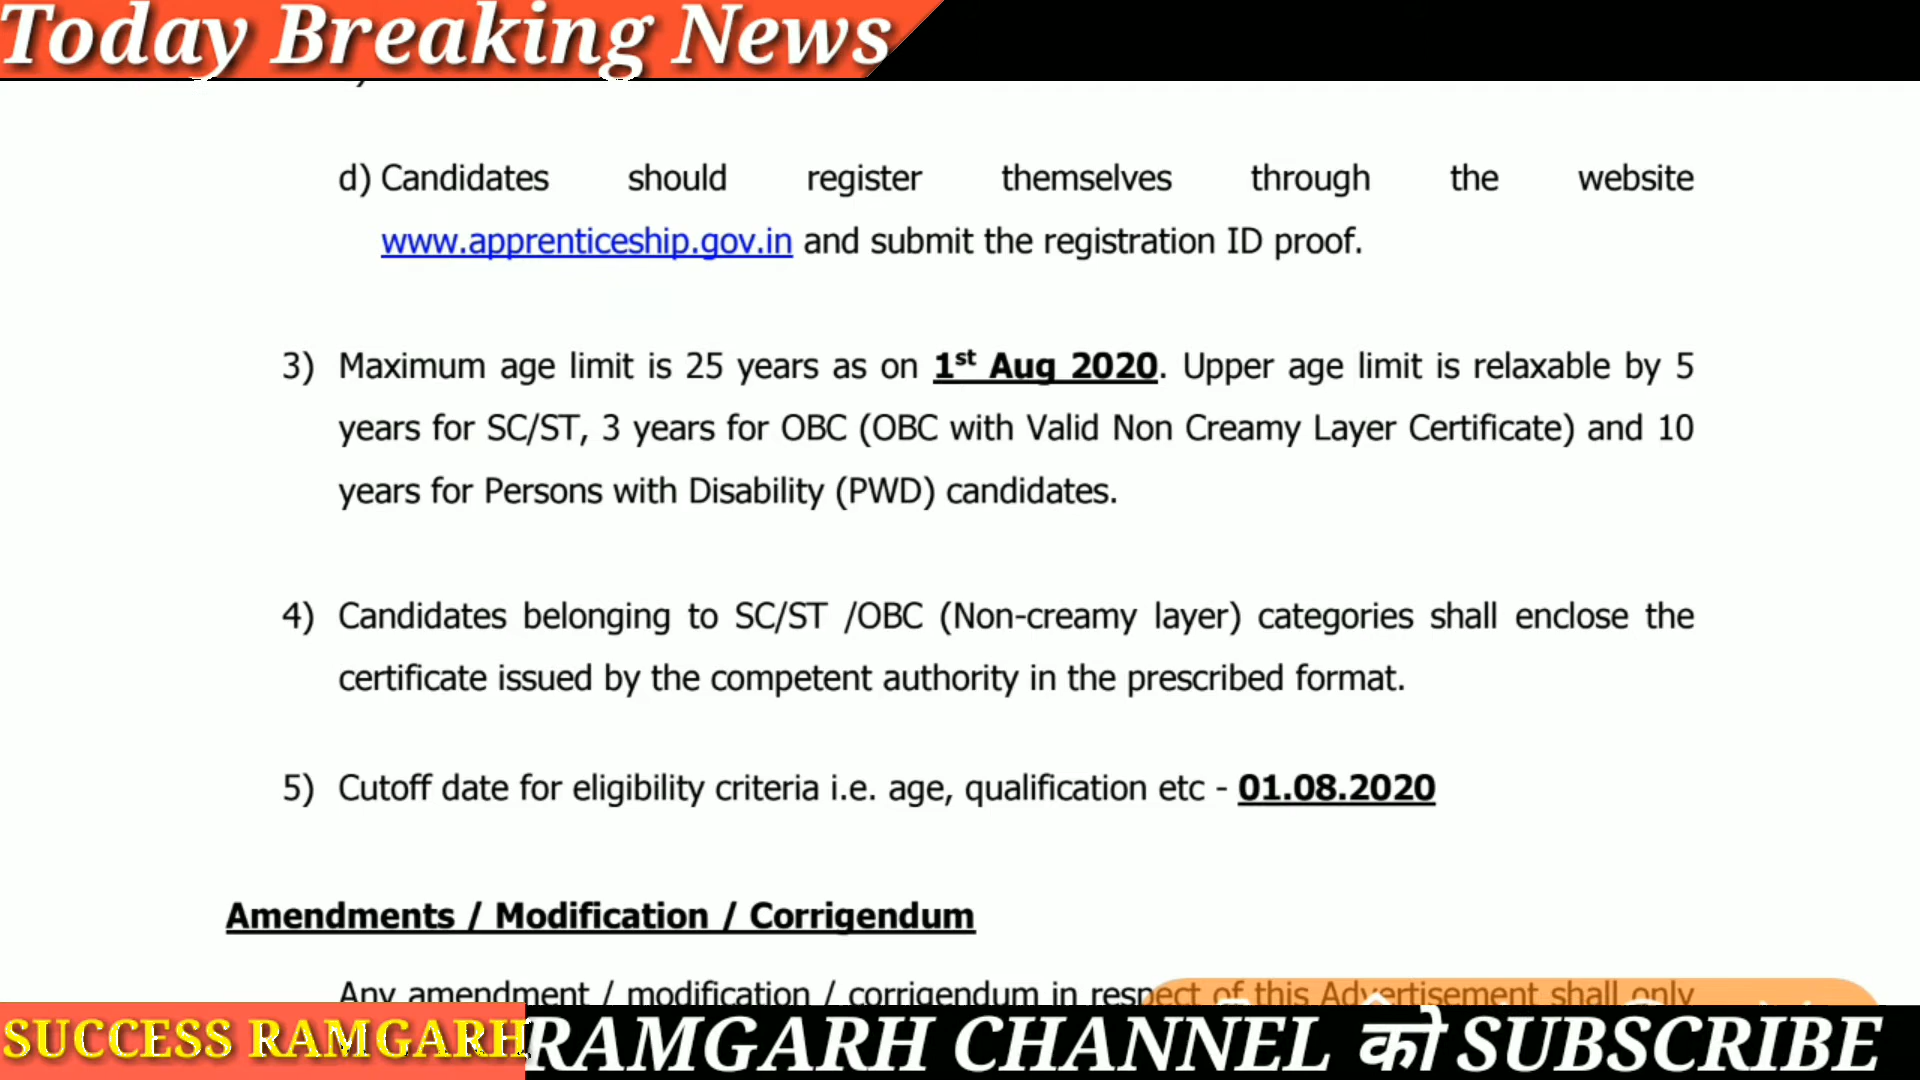 Today Breaking News
d) Candidates should register themselves through the website
www.apprenticeship.gov.in and submit the registration ID proof.
3) Maximum age limit is 25 years as on 1st Aug 2020. Upper age limit is relaxable by 5
years for SC/ST, 3 years for OBC (OBC with Valid Non Creamy Layer Certificate) and 10
years for Persons with Disability (PWD) candidates.
4) Candidates belonging to SC/ST /OBC (Non-creamy layer) categories shall enclose the
certificate issued by the competent authority in the prescribed format.
5) Cutoff date for eligibility criteria i.e. age, qualification etc - 01.08.2020
Amendments / Modification / Corrigendum
Any amendment / modification / corrigendum in respect of this Advertisement shall only
SUCCESS RAMGARH RAMGARH CHANNEL को SUBSCRIBE